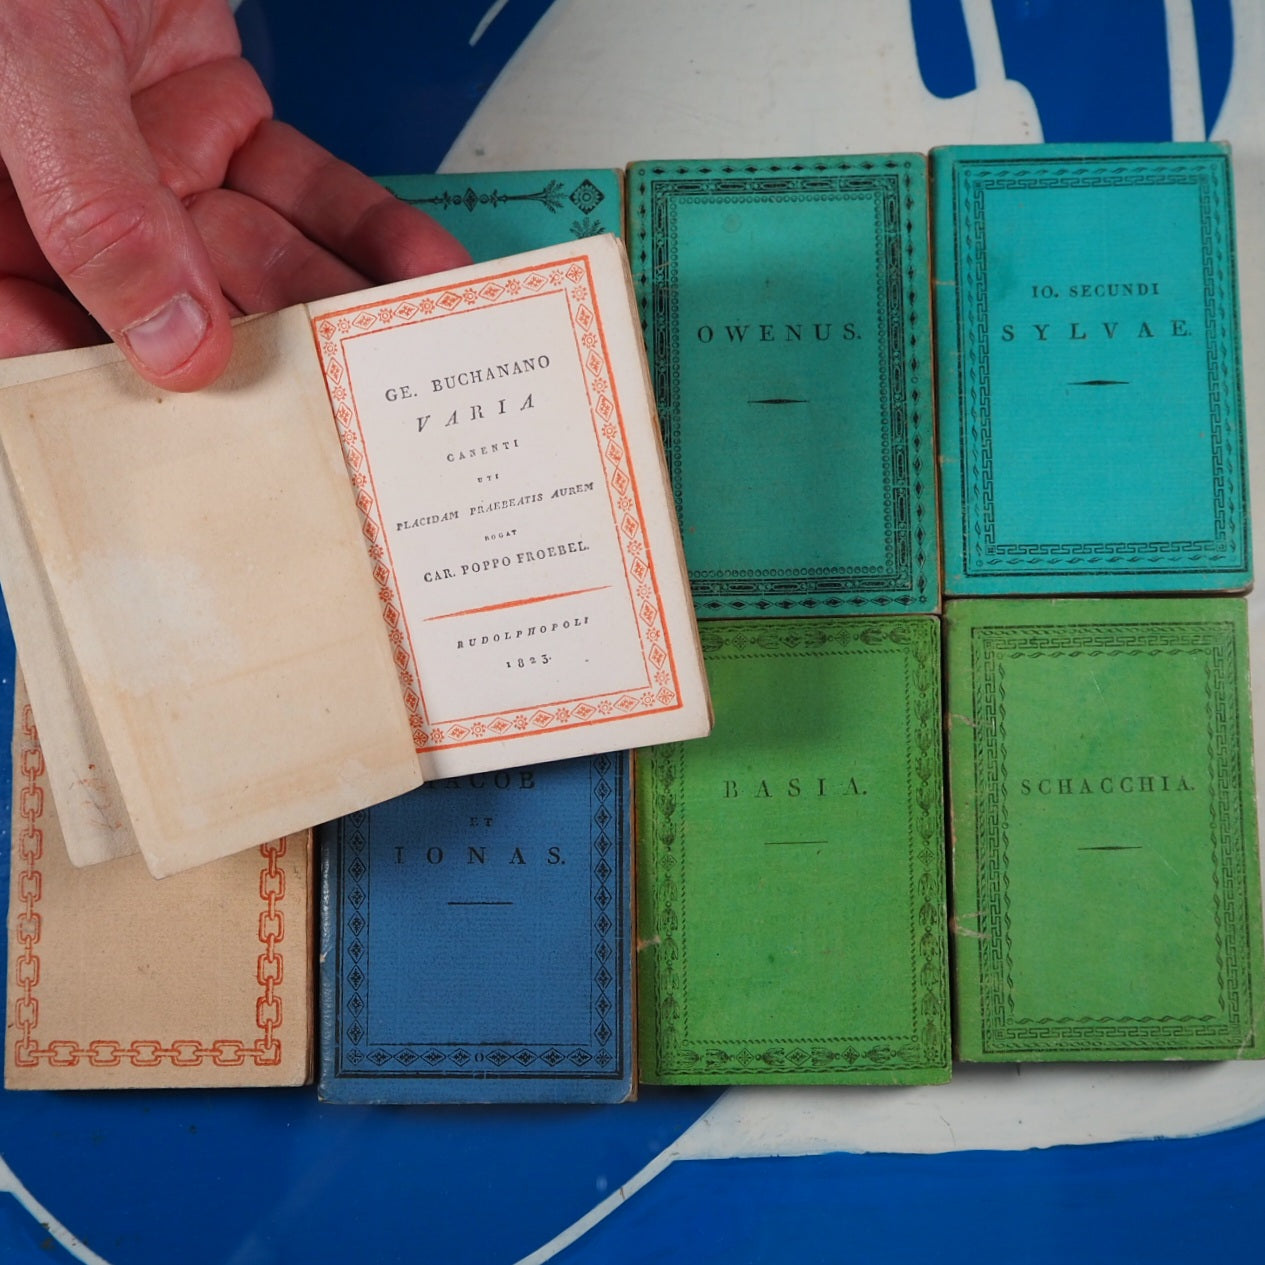 GE. BUCHANANO
VARIA
CANENTI
UTI
PLACIDAM PRAEBEATIS AUREM
ROGAT
CAR. POPPO FROEBEL.
RUDOLPHOPOLI
1823.
OWENUS.
IO. SECUNDI
SYLVAE.
ET
IONAS.
BASIA.
SCHACCHIA.